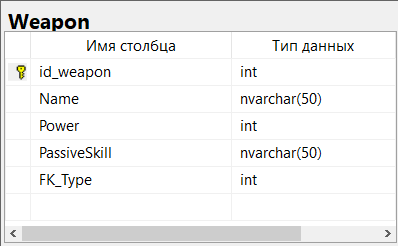 Weapon
Имя столбца Тип данных
id_weapon int
Name nvarchar(50)
Power int
PassiveSkill nvarchar(50)
FK_Type int